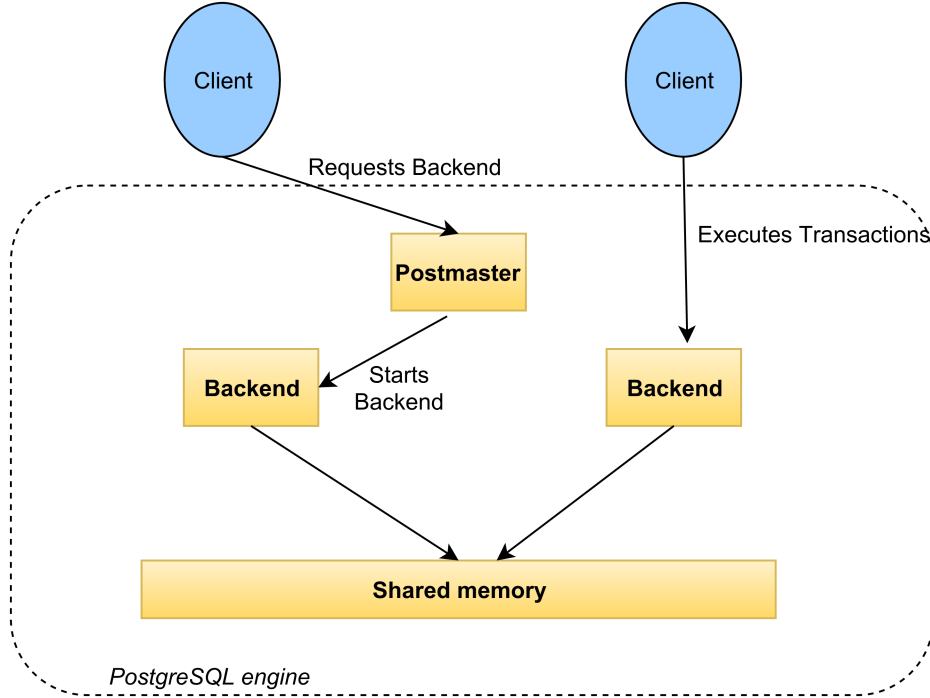 Client
Client
Requests Backend
Executes Transactions
Postmaster
Starts
Backend
Backend
Backend
Shared memory
PostgreSQL engine